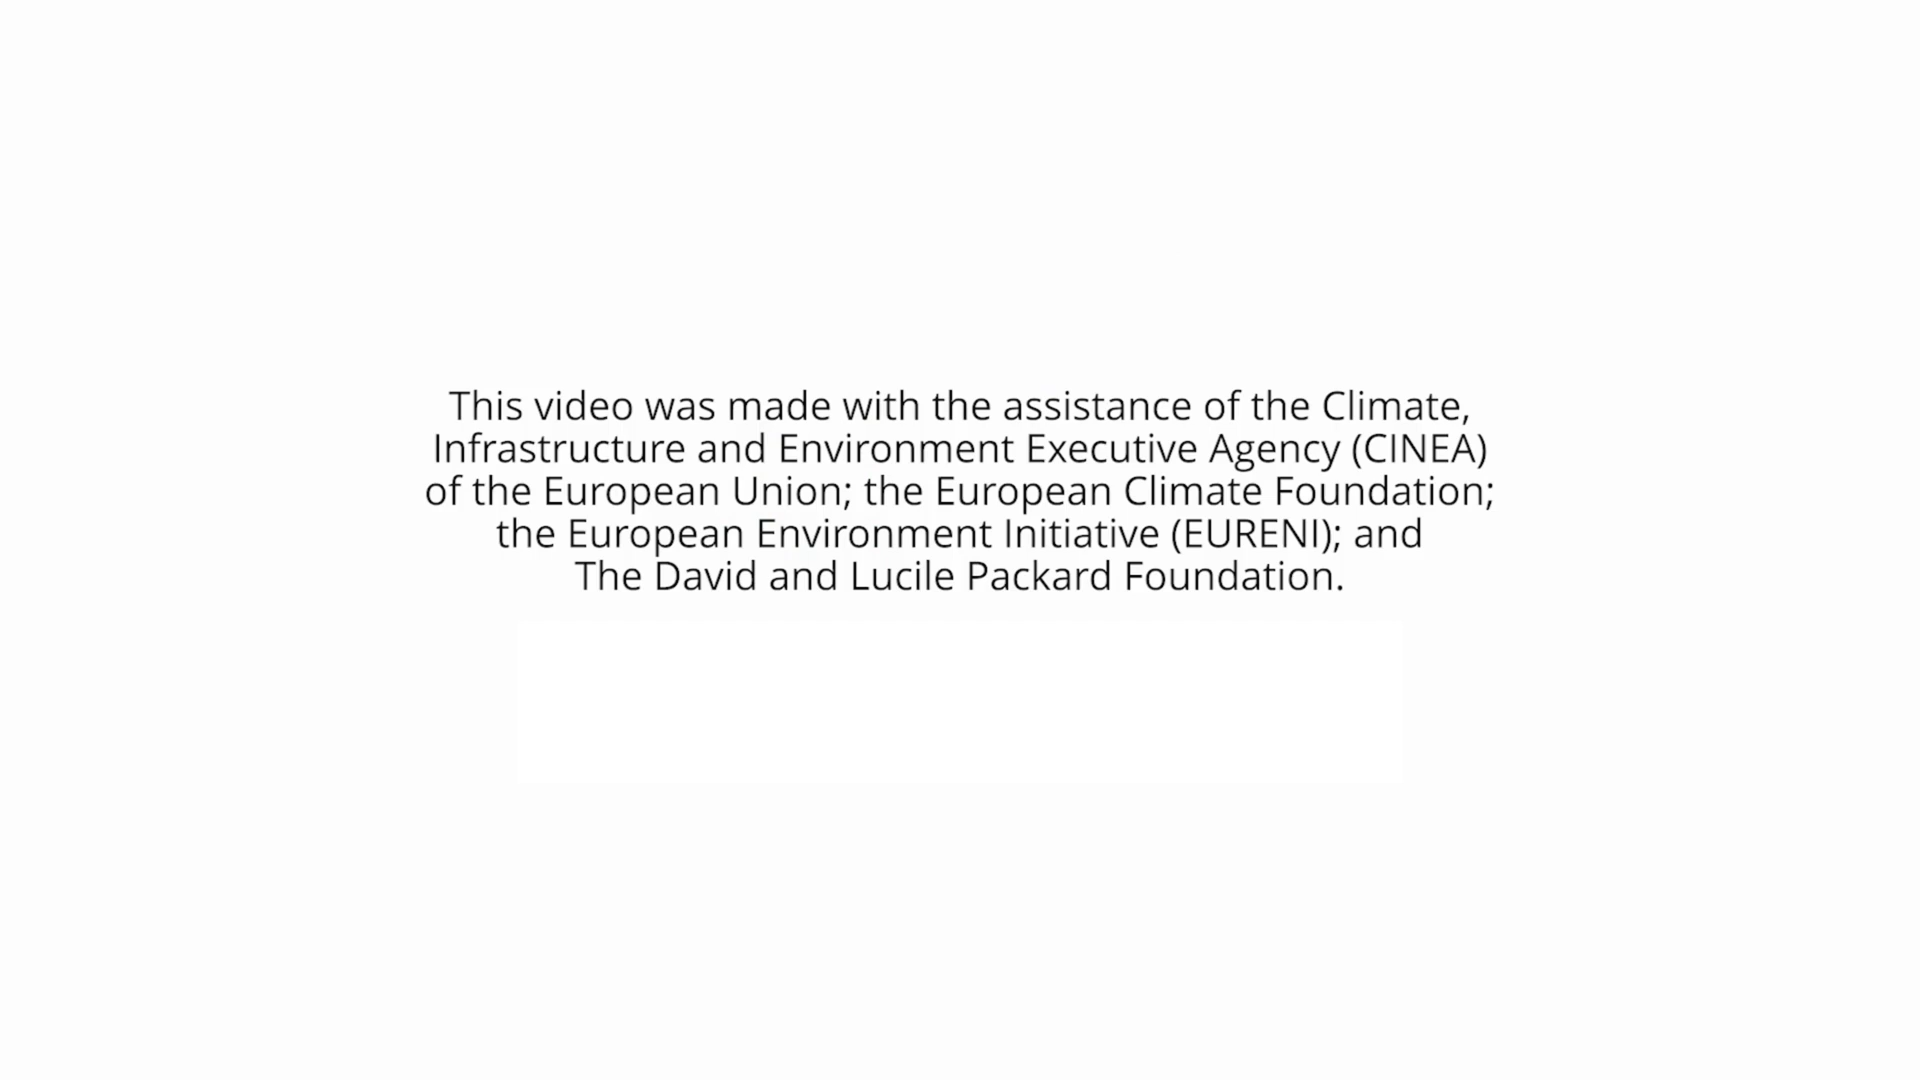 This video was made with the assistance of the Climate,
Infrastructure and Environment Executive Agency (CINEA)
of the European Union; the European Climate Foundation;
the European Environment Initiative (EURENI); and
The David and Lucile Packard Foundation.